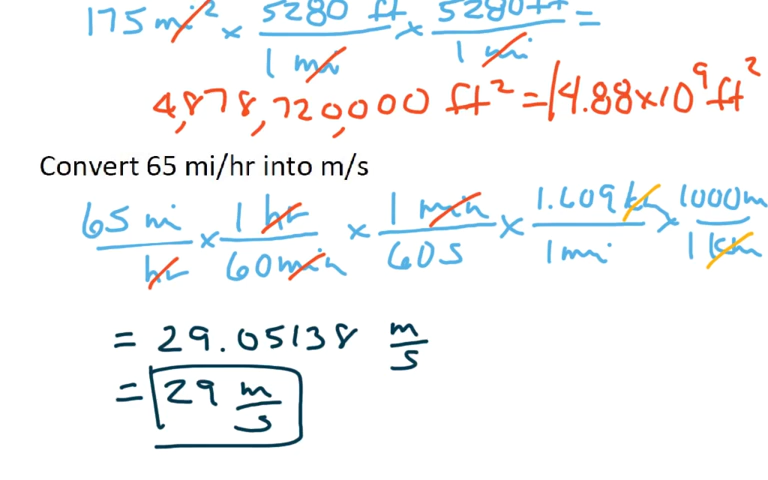 175 mi² × 5280 ft / 1 mi × 5280 ft / 1 mi =
4,878,720,000 ft² = 4.88×10⁹ ft²
Convert 65 mi/hr into m/s
65 mi / hr × 1 hr / 60 min × 1 min / 60 s × 1.609 km / 1 mi × 1000 m / 1 km
= 29.05138 m/s
= 29 m/s